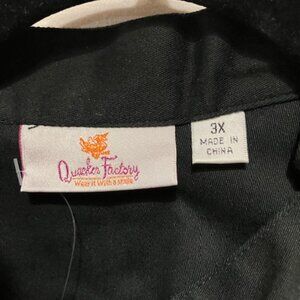 Quacker Factory
Wear It With a Smile
3X
MADE IN
CHINA